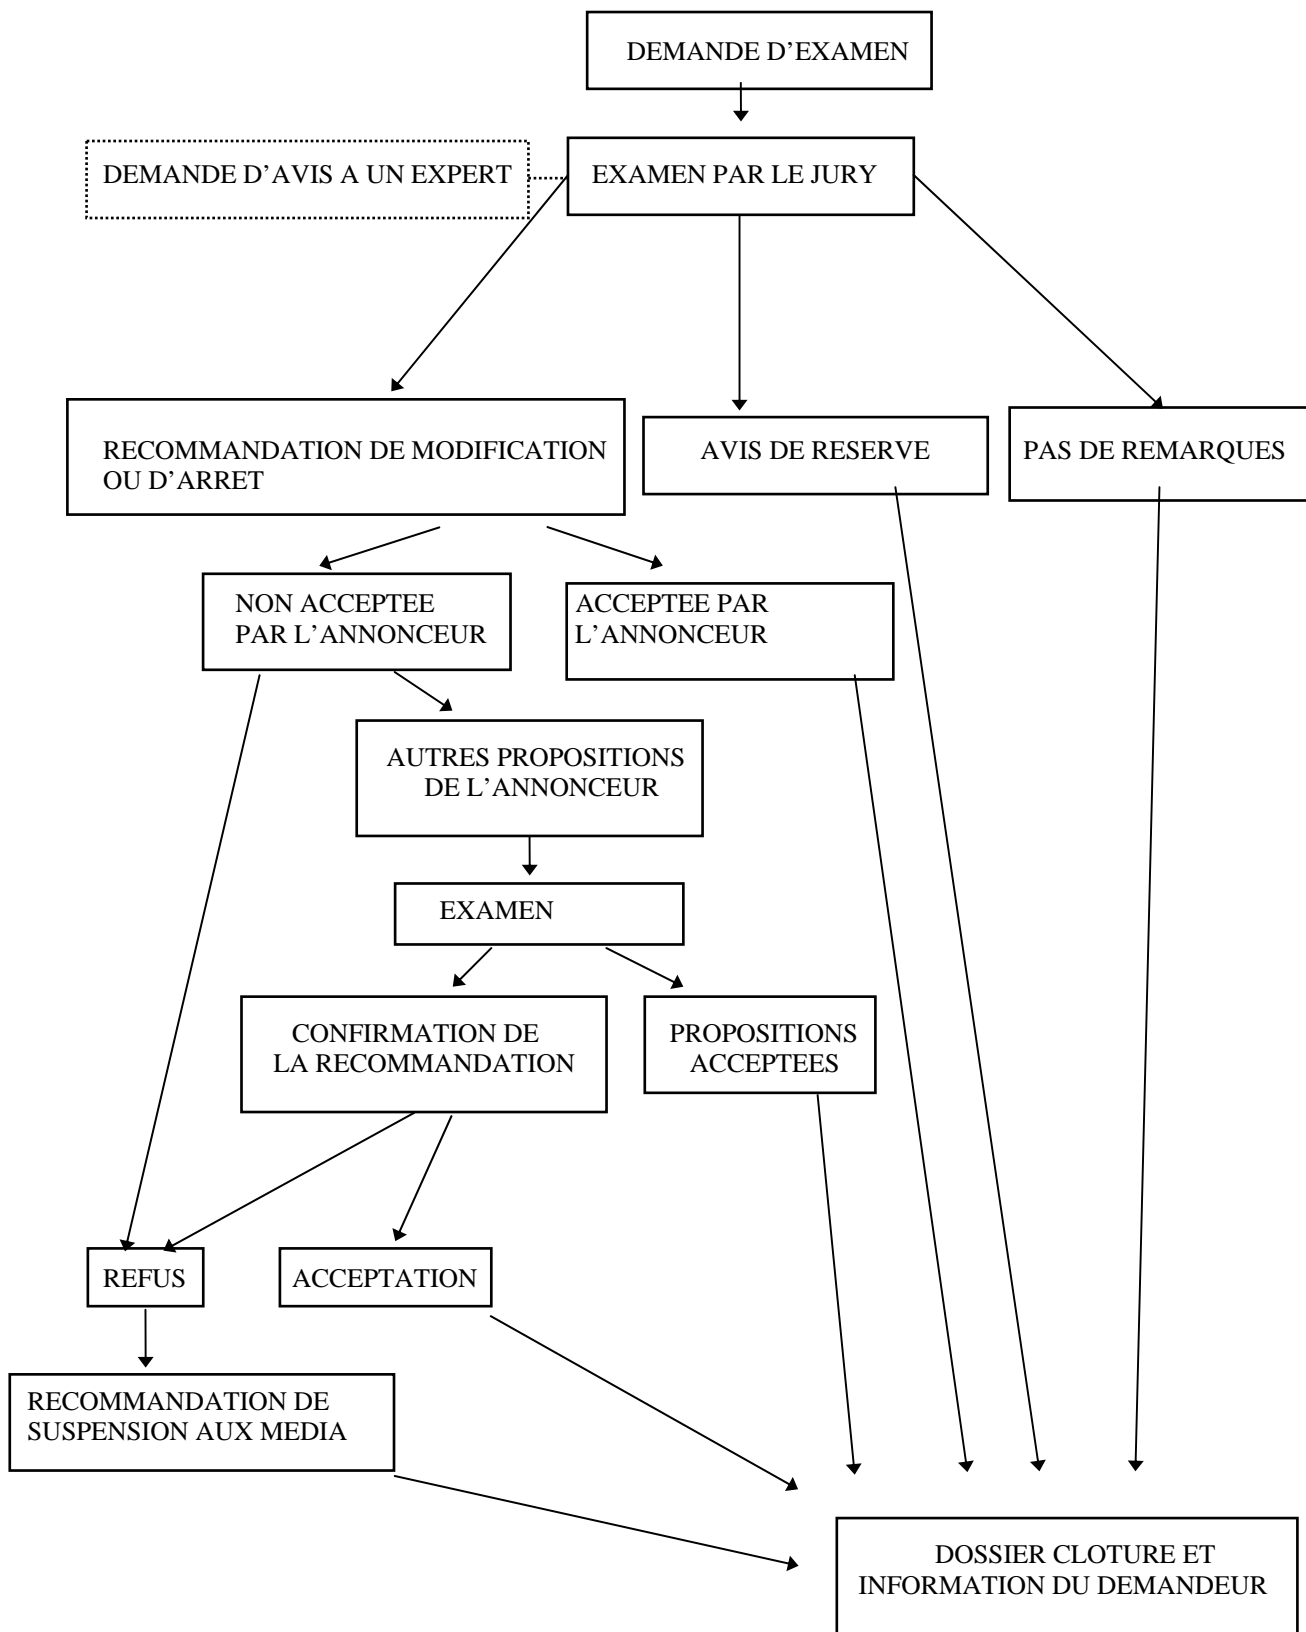 DEMANDE D’EXAMEN
DEMANDE D’AVIS A UN EXPERT
EXAMEN PAR LE JURY
RECOMMANDATION DE MODIFICATION
OU D’ARRET
AVIS DE RESERVE
PAS DE REMARQUES
NON ACCEPTEE
PAR L’ANNONCEUR
ACCEPTEE PAR
L’ANNONCEUR
AUTRES PROPOSITIONS
DE L’ANNONCEUR
EXAMEN
CONFIRMATION DE
LA RECOMMANDATION
PROPOSITIONS
ACCEPTEES
REFUS
ACCEPTATION
RECOMMANDATION DE
SUSPENSION AUX MEDIA
DOSSIER CLOTURE ET
INFORMATION DU DEMANDEUR